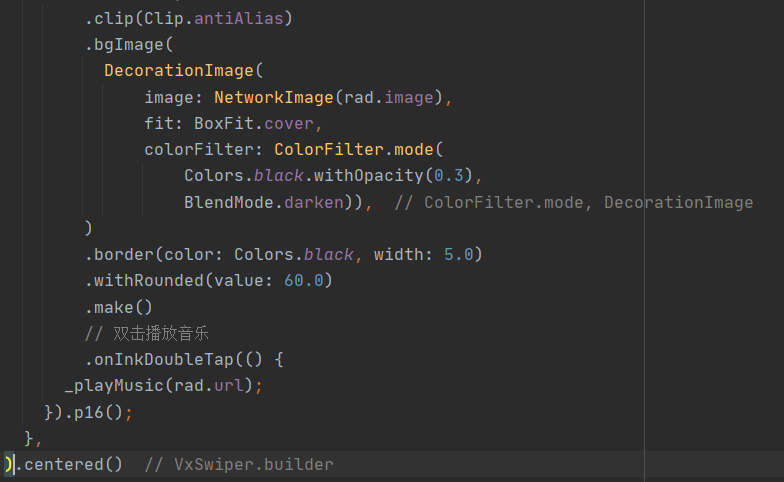 .clip(Clip.antiAlias)
.bgImage(
DecorationImage(
image: NetworkImage(rad.image),
fit: BoxFit.cover,
colorFilter: ColorFilter.mode(
Colors.black.withOpacity(0.3),
BlendMode.darken)),  // ColorFilter.mode, DecorationImage
)
.border(color: Colors.black, width: 5.0)
.withRounded(value: 60.0)
.make()
// 双击播放音乐
.onInkDoubleTap(() {
_playMusic(rad.url);
}).p16();
},
).centered()  // VxSwiper.builder